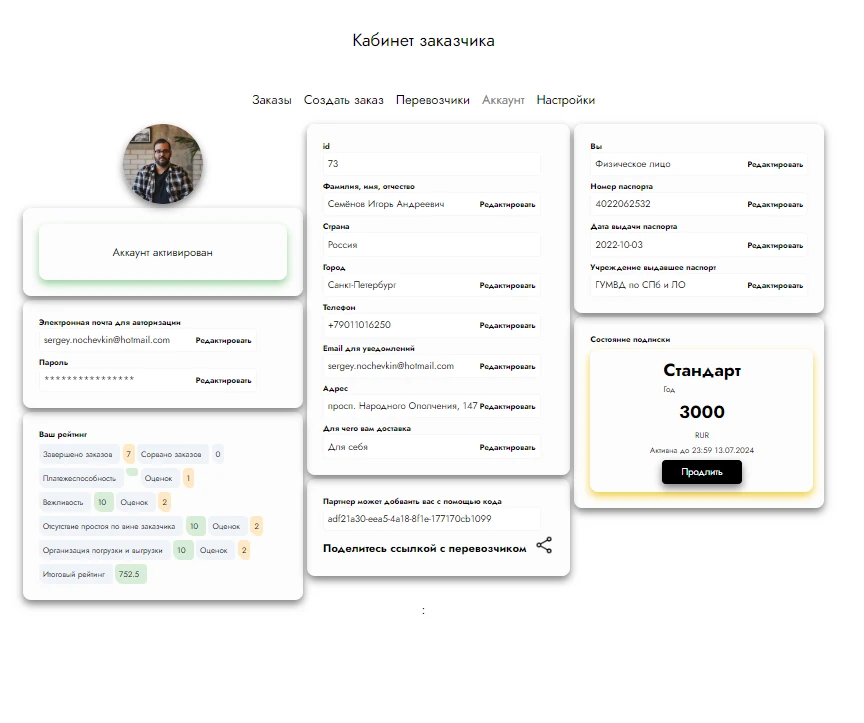 Кабинет заказчика
Заказы Создать заказ Перевозчики Аккаунт Настройки
Аккаунт активирован
Электронная почта для авторизации
sergey.nochevkin@hotmail.com Редактировать
Пароль
**************** Редактировать
Ваш рейтинг
Завершено заказов 7 Сорвано заказов 0
Платежеспособность Оценок 1
Вежливость 10 Оценок 2
Отсутствие простоя по вине заказчика 10 Оценок 2
Организация погрузки и выгрузки 10 Оценок 2
Итоговый рейтинг 752.5
id
73
Фамилия, имя, отчество
Семёнов Игорь Андреевич Редактировать
Страна
Россия
Город
Санкт-Петербург Редактировать
Телефон
+79011016250 Редактировать
Email для уведомлений
sergey.nochevkin@hotmail.com Редактировать
Адрес
просп. Народного Ополчения, 147 Редактировать
Для чего вам доставка
Для себя Редактировать
Партнер может добваить вас с помощью кода
adf21a30-eea5-4a18-8f1e-177170cb1099
Поделитесь ссылкой с перевозчиком
Вы
Физическое лицо Редактировать
Номер паспорта
4022062532 Редактировать
Дата выдачи паспорта
2022-10-03 Редактировать
Учреждение выдавшее паспорт
ГУМВД по СПб и ЛО Редактировать
Состояние подписки
Стандарт
Год
3000
RUR
Активна до 23:59 13.07.2024
Продлить
: